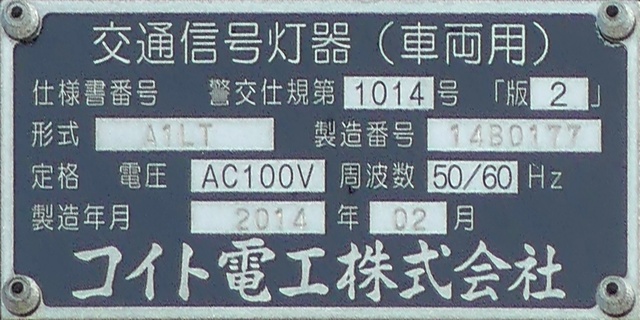 交通信号灯器（車両用）
仕様書番号 警交仕規第 1014 号 「版 2 」
形式 A1LT 製造番号 14B0177
定格 電圧 AC100V 周波数 50/60 Hz
製造年月 2014 年 02 月
コイト電工株式会社